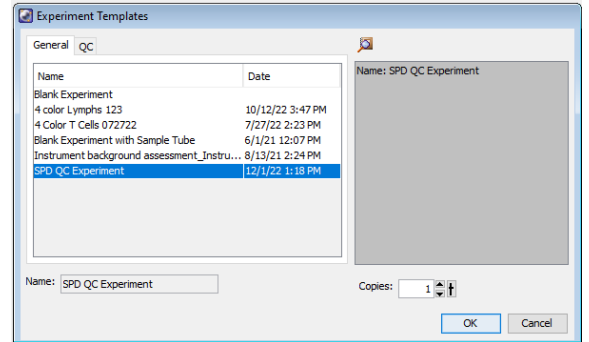 Experiment Templates
General QC
Name Date
Name: SPD QC Experiment
Blank Experiment
4 color Lymphs 123 10/12/22 3:47 PM
4 Color T Cells 072722 7/27/22 2:23 PM
Blank Experiment with Sample Tube 6/1/21 12:07 PM
Instrument background assessment_Instru... 8/13/21 2:24 PM
SPD QC Experiment 12/1/22 1:18 PM
Name: SPD QC Experiment
Copies: 1
OK Cancel